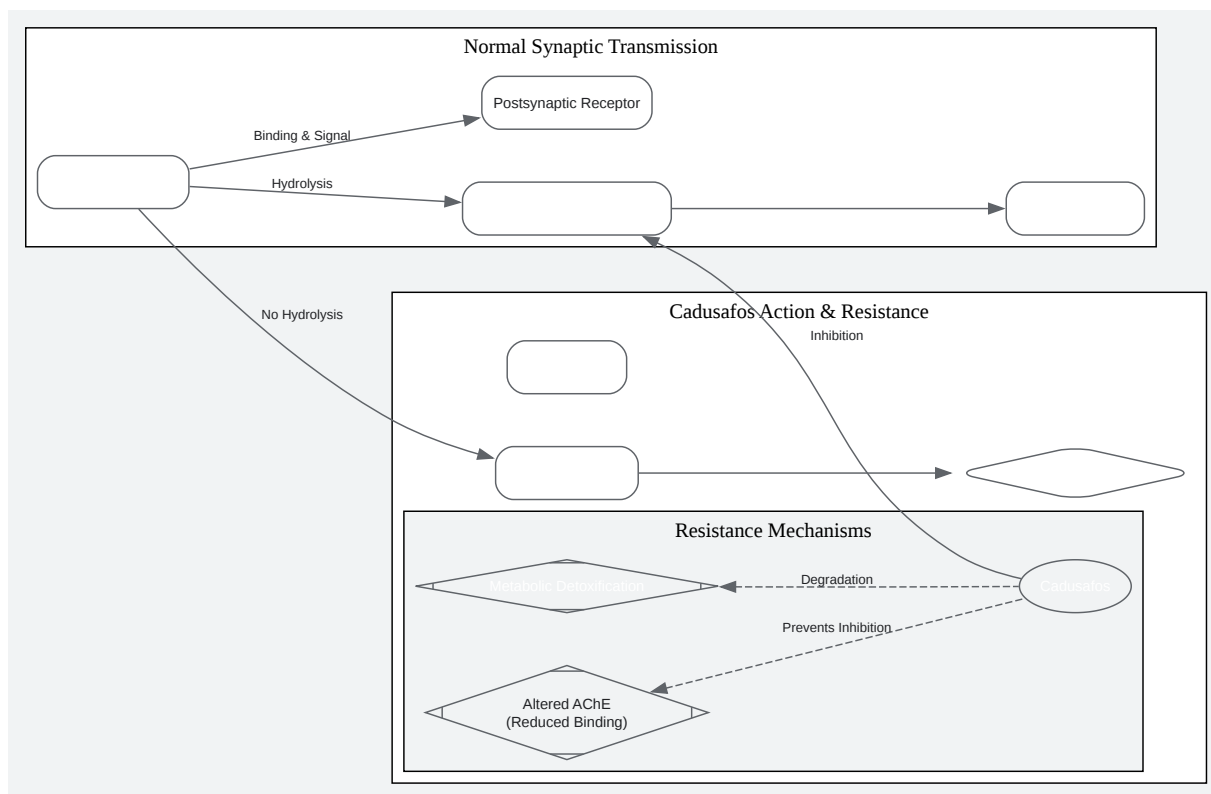 Normal Synaptic Transmission
Postsynaptic Receptor
Binding & Signal
Hydrolysis
No Hydrolysis
Cadusafos Action & Resistance
Inhibition
Resistance Mechanisms
Metabolic Detoxification
Degradation
Cadusafos
Prevents Inhibition
Altered AChE
(Reduced Binding)